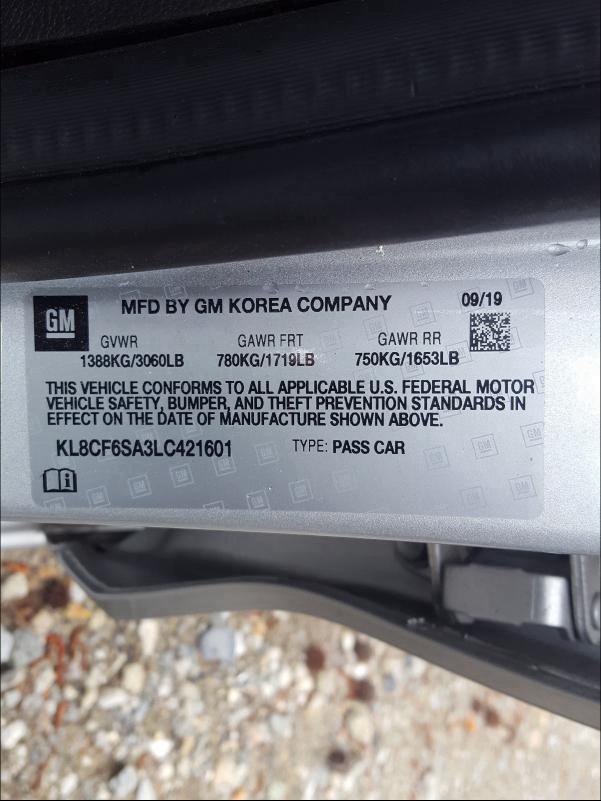 GM MFD BY GM KOREA COMPANY 09/19
GVWR GAWR FRT GAWR RR
1388KG/3060LB 780KG/1719LB 750KG/1653LB
THIS VEHICLE CONFORMS TO ALL APPLICABLE U.S. FEDERAL MOTOR
VEHICLE SAFETY, BUMPER, AND THEFT PREVENTION STANDARDS IN
EFFECT ON THE DATE OF MANUFACTURE SHOWN ABOVE.
KL8CF6SA3LC421601 TYPE: PASS CAR